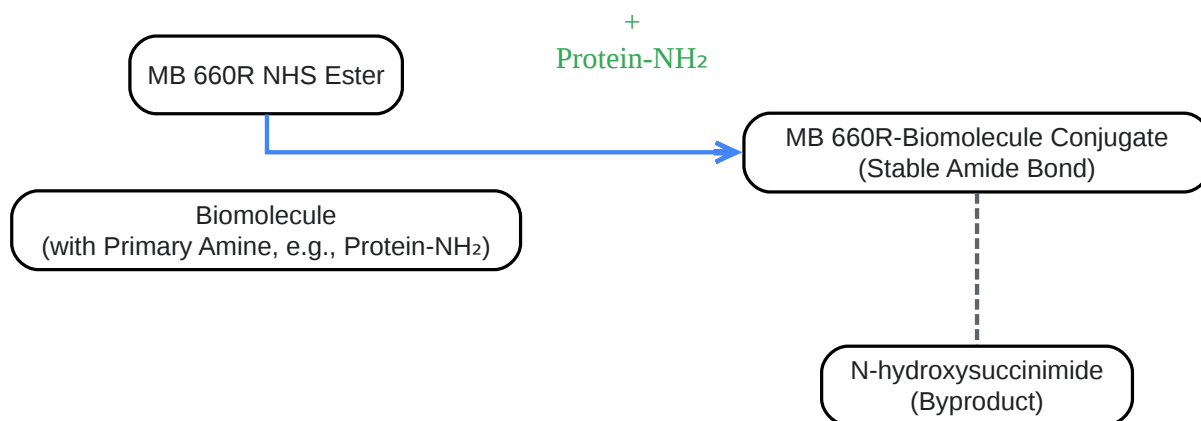 +
Protein-NH₂
MB 660R NHS Ester
MB 660R-Biomolecule Conjugate
(Stable Amide Bond)
Biomolecule
(with Primary Amine, e.g., Protein-NH₂)
N-hydroxysuccinimide
(Byproduct)